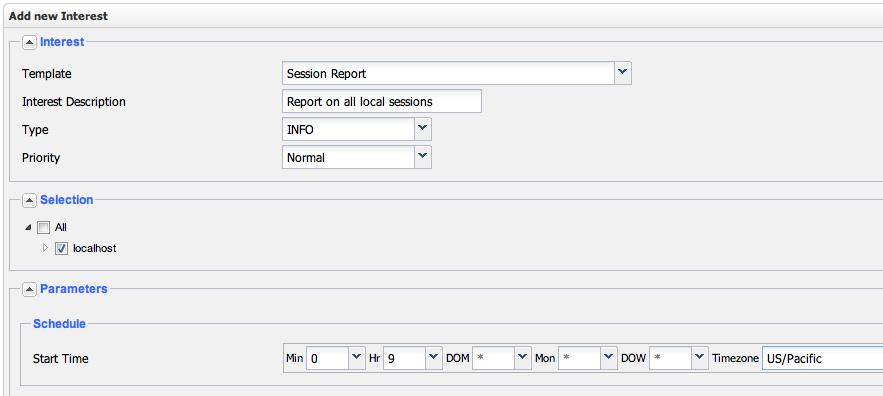 Add new Interest
Interest
Template Session Report
Interest Description Report on all local sessions
Type INFO
Priority Normal
Selection
All
localhost
Parameters
Schedule
Start Time Min 0 Hr 9 DOM * Mon * DOW * Timezone US/Pacific